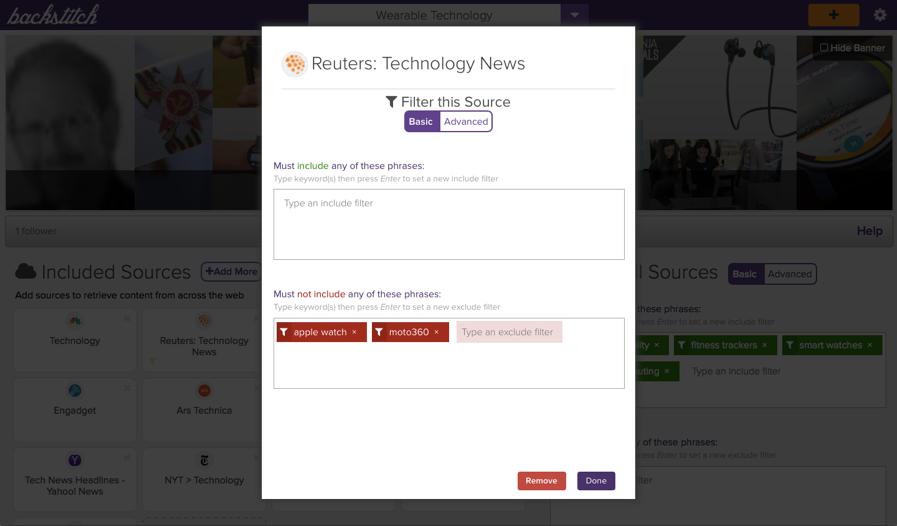 backstitch
Wearable Technology
Hide Banner
Reuters: Technology News
Filter this Source
Basic
Advanced
Must include any of these phrases:
Type keyword(s) then press Enter to set a new include filter
Type an include filter
Must not include any of these phrases:
Type keyword(s) then press Enter to set a new exclude filter
apple watch ×
moto360 ×
Type an exclude filter
Remove
Done
1 follower
Help
Included Sources
+Add More
Add sources to retrieve content from across the web
Technology
Reuters: Technology
News
Engadget
Ars Technica
Tech News Headlines -
Yahoo! News
NYT > Technology
Sources
Basic
Advanced
these phrases:
press Enter to set a new include filter
fitness trackers ×
smart watches ×
Type an include filter
of these phrases:
press Enter to set a new exclude filter